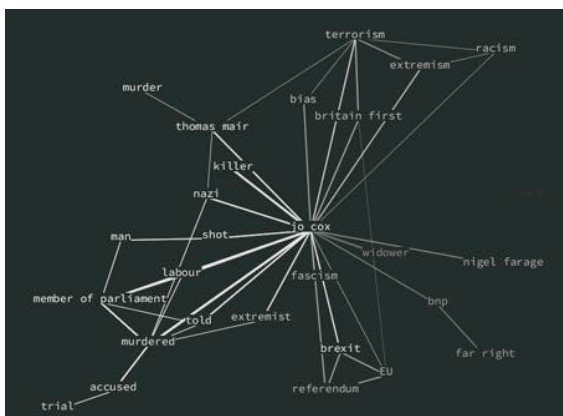 terrorism
racism
extremism
murder
bias
britain first
thomas mair
killer
nazi
jo cox
shot
man
widower
nigel farage
labour
fascism
member of parliament
bnp
told
extremist
murdered
brexit
far right
EU
accused
referendum
trial